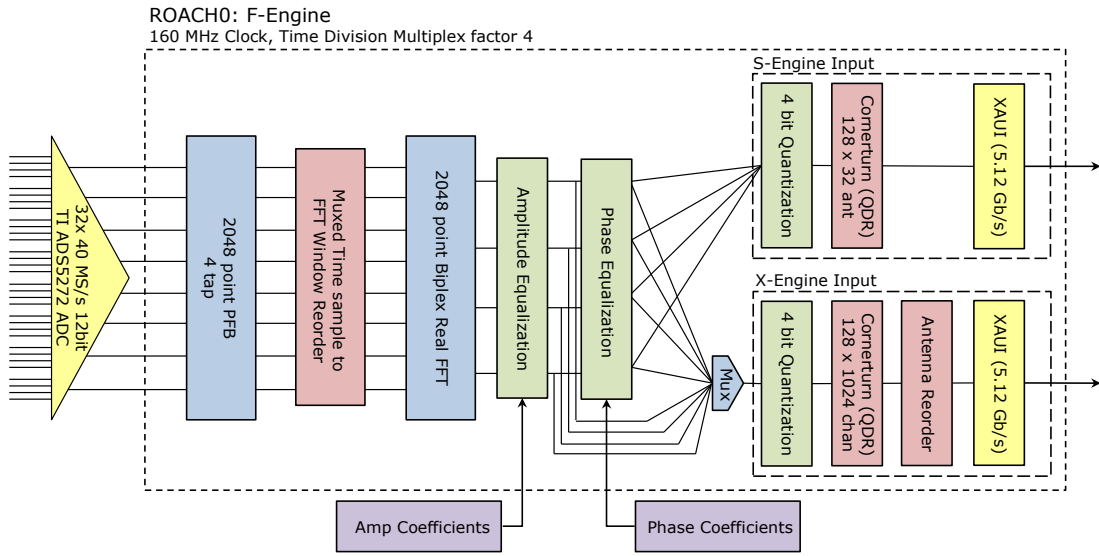 ROACH0: F-Engine
160 MHz Clock, Time Division Multiplex factor 4
32x 40 MS/s 12bit
TI ADS5272 ADC
2048 point PFB
4 tap
Muxed Time sample to
FFT Window Reorder
2048 point Biplex Real FFT
Amplitude Equalization
Phase Equalization
Mux
S-Engine Input
4 bit Quantization
Cornerturn (QDR)
128 x 32 ant
XAUI (5.12 Gb/s)
X-Engine Input
4 bit Quantization
Cornerturn (QDR)
128 x 1024 chan
Antenna Reorder
XAUI (5.12 Gb/s)
Amp Coefficients
Phase Coefficients